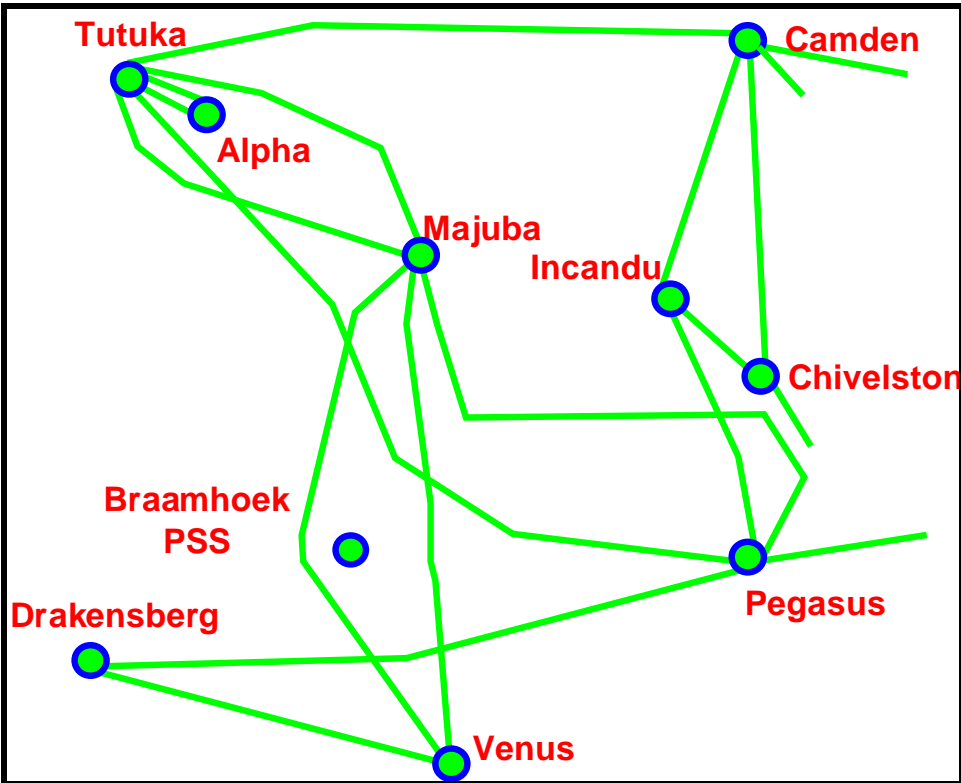 Tutuka
Camden
Alpha
Majuba
Incandu
Chivelston
Braamhoek
PSS
Pegasus
Drakensberg
Venus